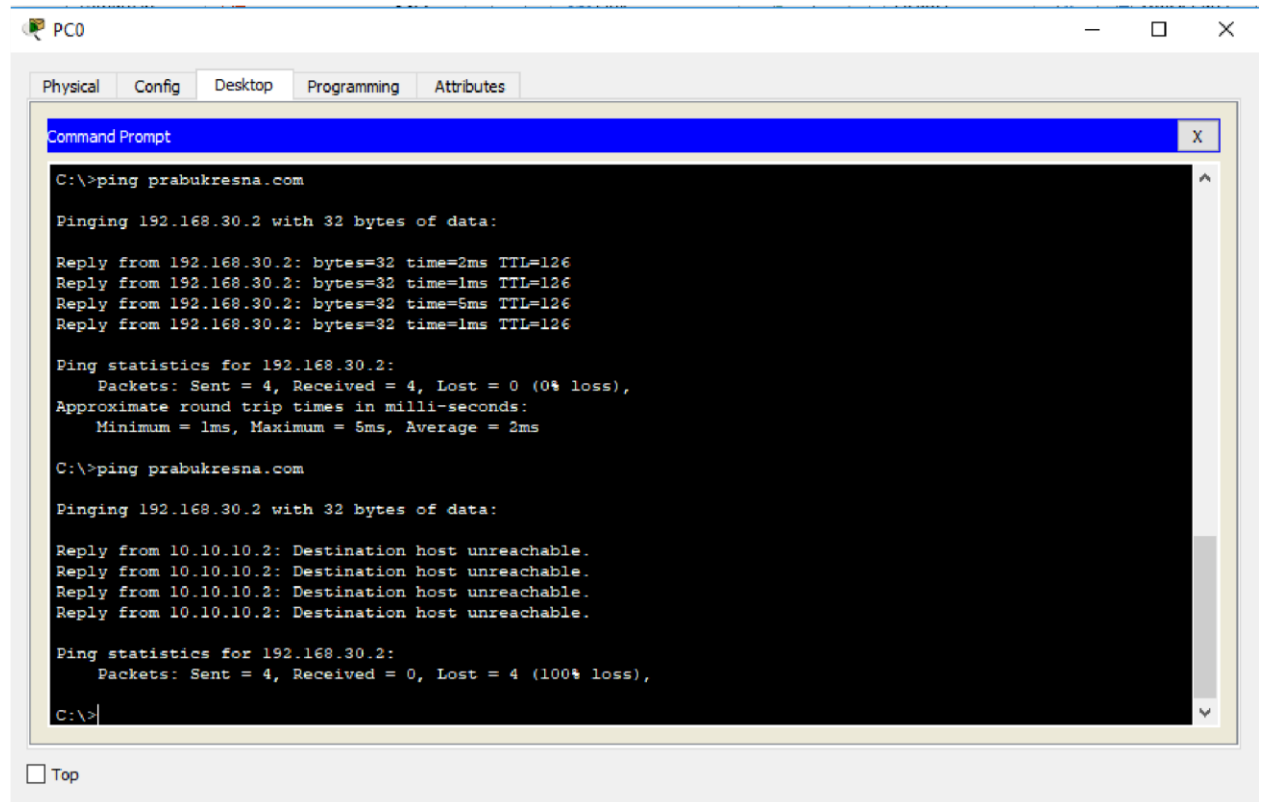 PC0
Physical Config Desktop Programming Attributes
Command Prompt
X
C:\>ping prabukresna.com
Pinging 192.168.30.2 with 32 bytes of data:
Reply from 192.168.30.2: bytes=32 time=2ms TTL=126
Reply from 192.168.30.2: bytes=32 time=1ms TTL=126
Reply from 192.168.30.2: bytes=32 time=5ms TTL=126
Reply from 192.168.30.2: bytes=32 time=1ms TTL=126
Ping statistics for 192.168.30.2:
Packets: Sent = 4, Received = 4, Lost = 0 (0% loss),
Approximate round trip times in milli-seconds:
Minimum = 1ms, Maximum = 5ms, Average = 2ms
C:\>ping prabukresna.com
Pinging 192.168.30.2 with 32 bytes of data:
Reply from 10.10.10.2: Destination host unreachable.
Reply from 10.10.10.2: Destination host unreachable.
Reply from 10.10.10.2: Destination host unreachable.
Reply from 10.10.10.2: Destination host unreachable.
Ping statistics for 192.168.30.2:
Packets: Sent = 4, Received = 0, Lost = 4 (100% loss),
C:\>
Top